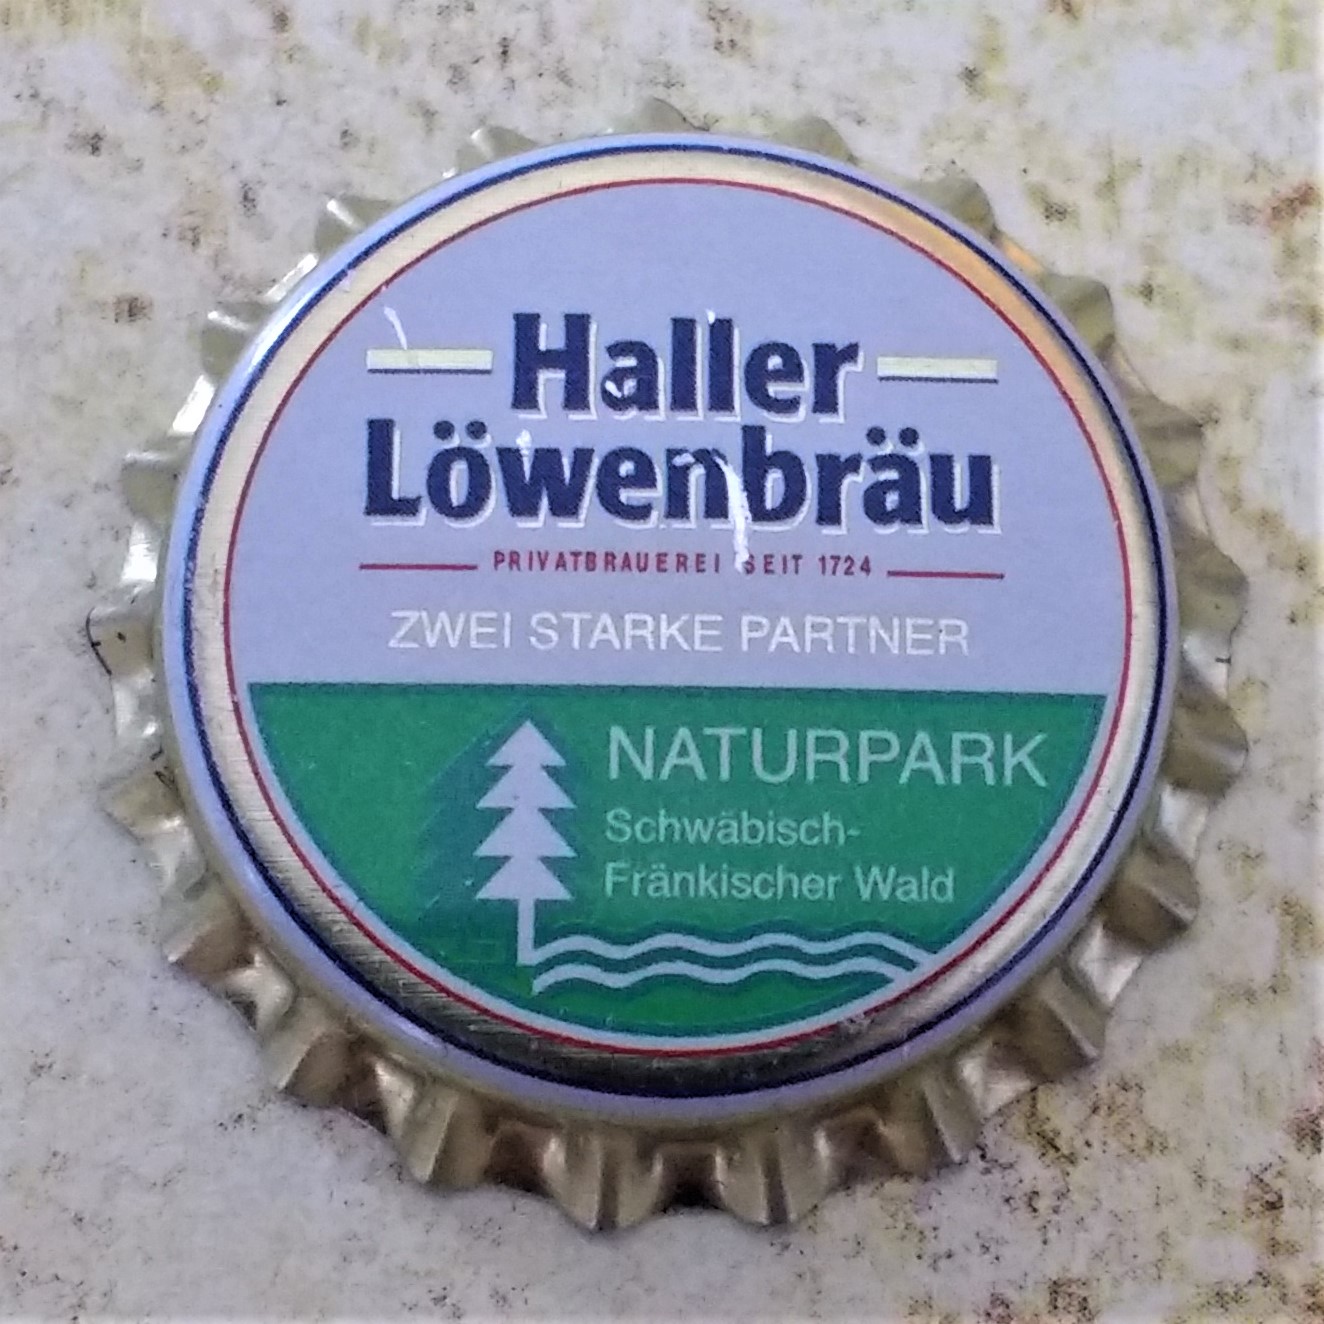 Haller
Löwenbräu
PRIVATBRAUEREI SEIT 1724
ZWEI STARKE PARTNER
NATURPARK
Schwäbisch-
Fränkischer Wald